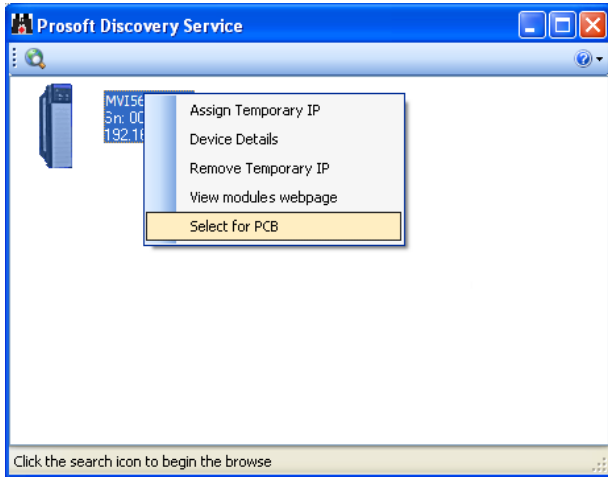 Prosoft Discovery Service
MVI56
Sn: 00
192.16
Assign Temporary IP
Device Details
Remove Temporary IP
View modules webpage
Select for PCB
Click the search icon to begin the browse